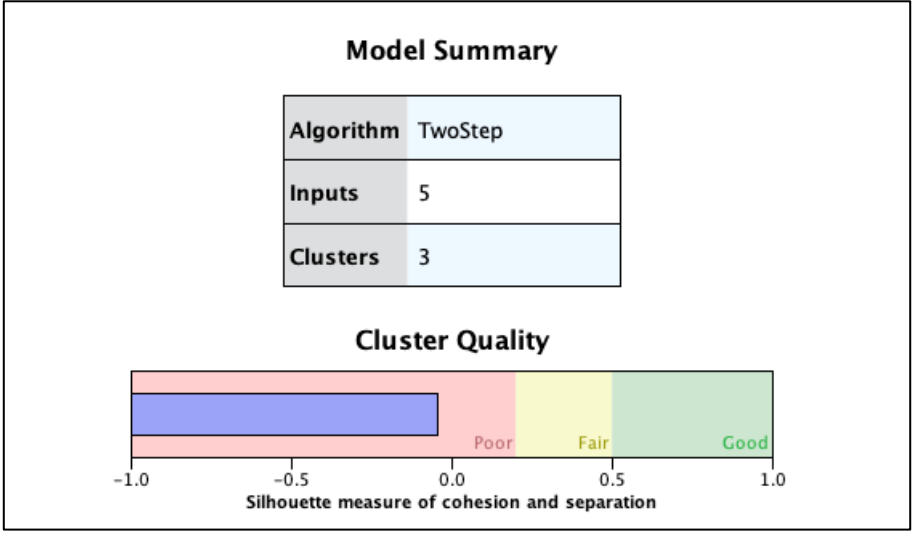 Model Summary
Algorithm TwoStep
Inputs 5
Clusters 3
Cluster Quality
Poor Fair Good
-1.0 -0.5 0.0 0.5 1.0
Silhouette measure of cohesion and separation